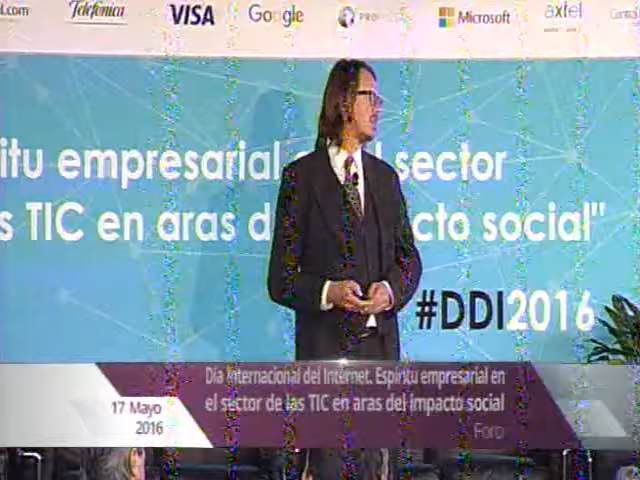 l.com Telefónica VISA Google Microsoft axtel
itu empresarial sector
s TIC en aras d cto social"
#DDI2016
17 Mayo
2016
Día Internacional del Internet. Espíritu empresarial en
el sector de las TIC en aras del impacto social
Foro